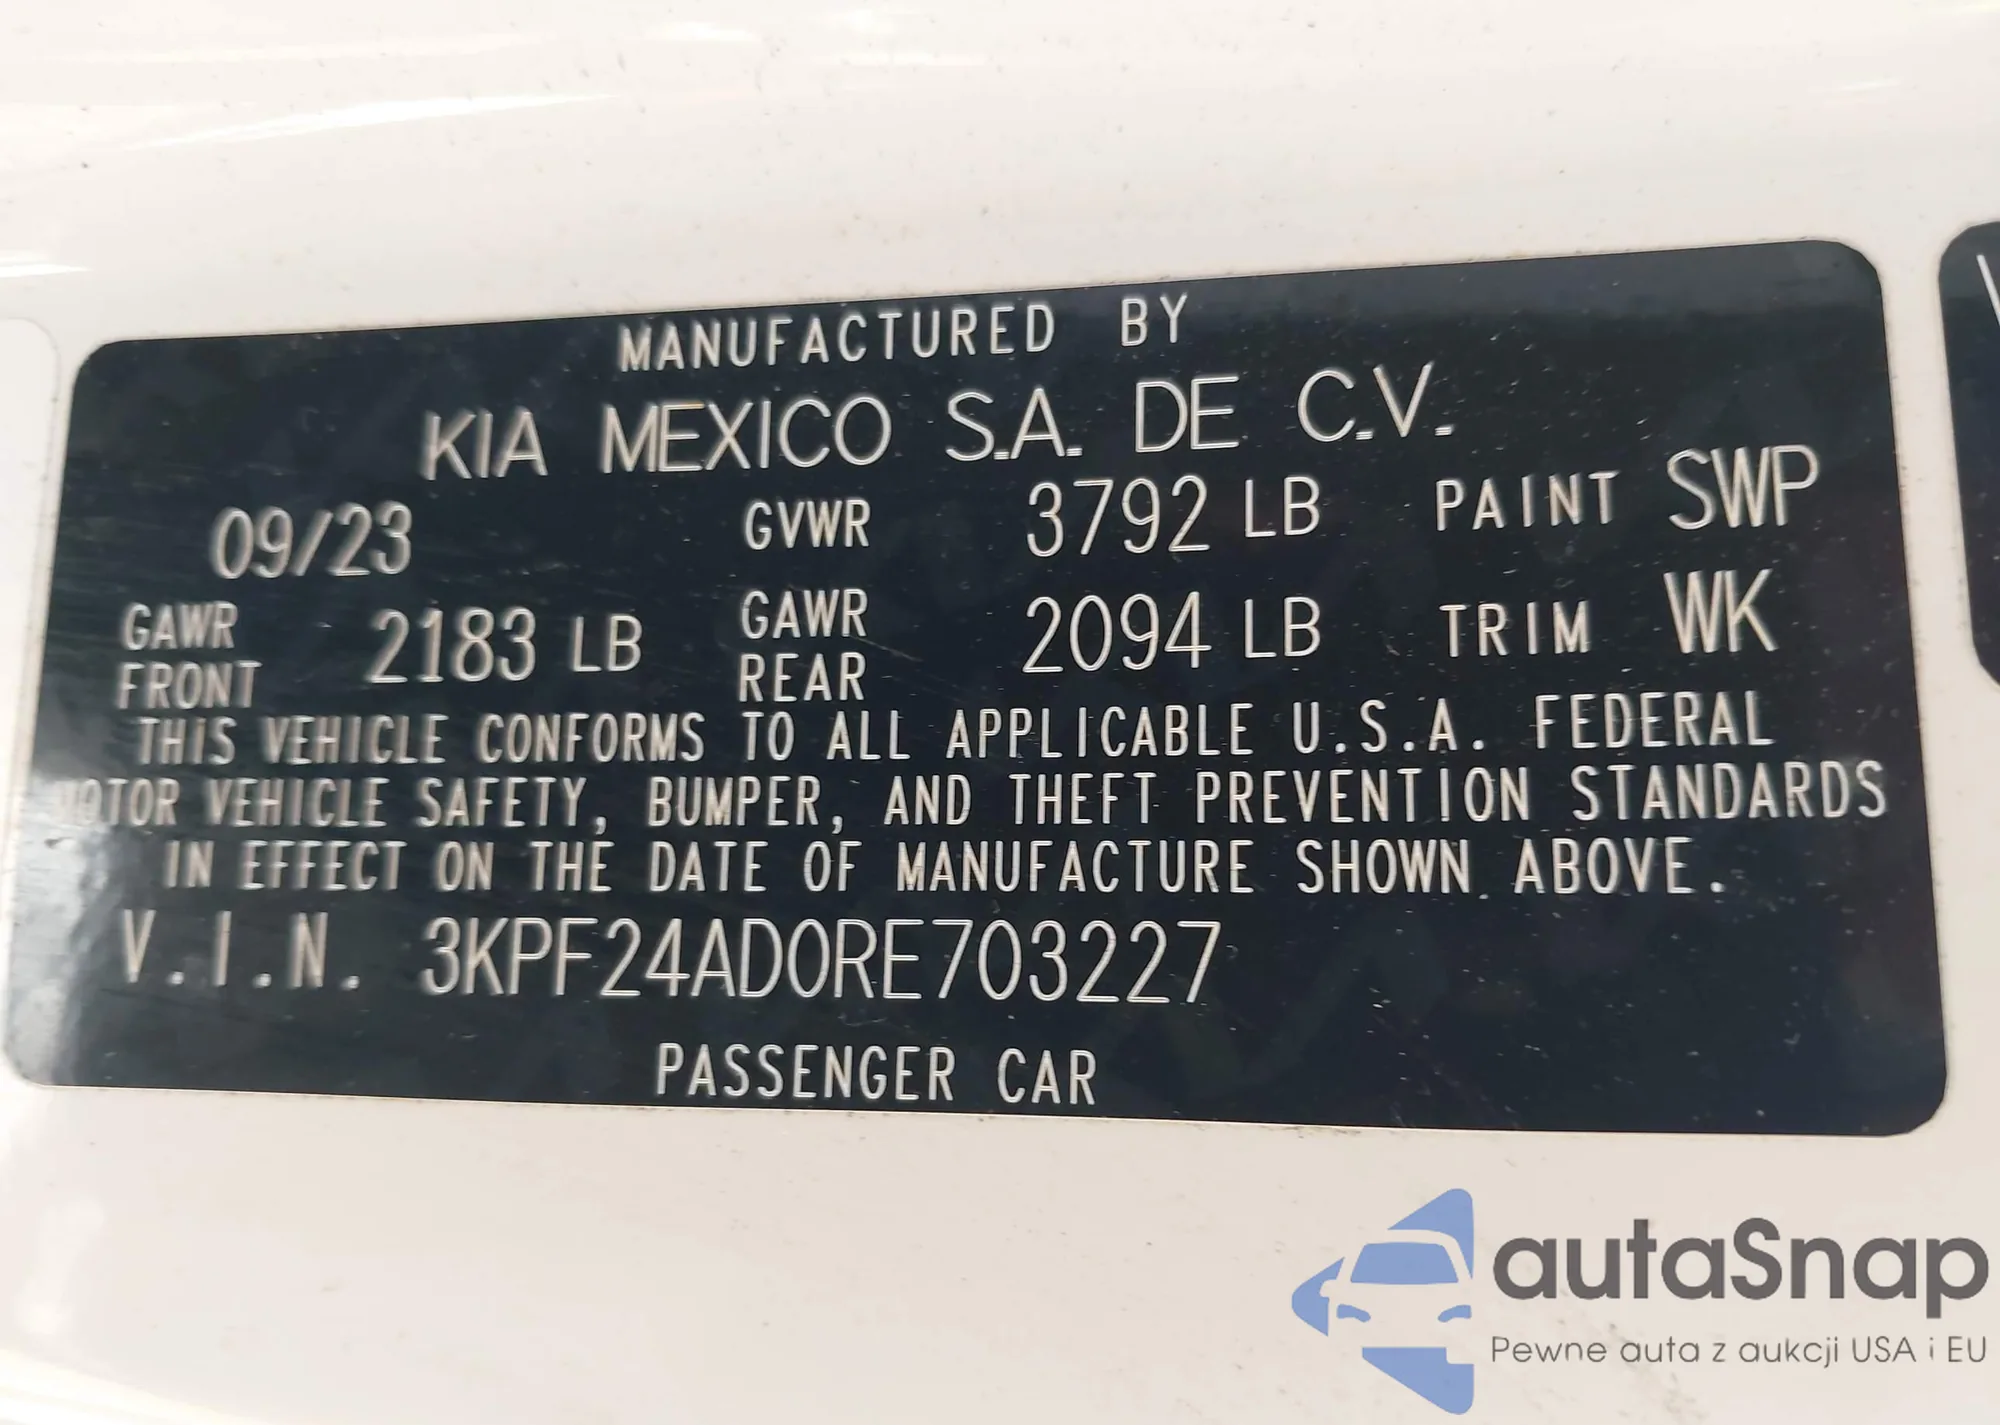 MANUFACTURED BY
KIA MEXICO S.A. DE C.V.
09/23 GVWR 3792 LB PAINT SWP
GAWR FRONT 2183 LB GAWR REAR 2094 LB TRIM WK
THIS VEHICLE CONFORMS TO ALL APPLICABLE U.S.A. FEDERAL
MOTOR VEHICLE SAFETY, BUMPER, AND THEFT PREVENTION STANDARDS
IN EFFECT ON THE DATE OF MANUFACTURE SHOWN ABOVE.
V.I.N. 3KPF24AD0RE703227
PASSENGER CAR
autaSnap
Pewne auta z aukcji USA i EU